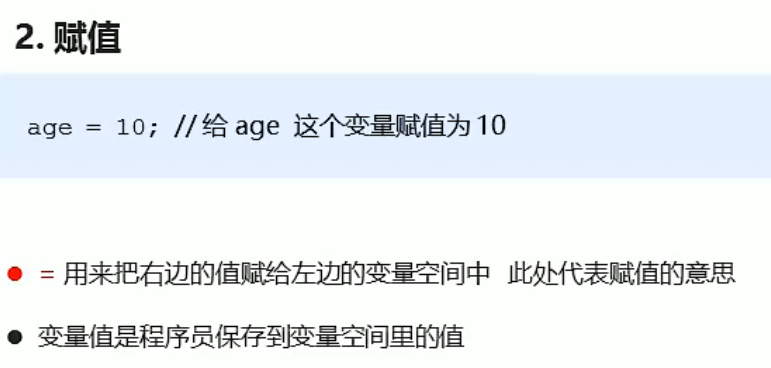 2. 赋值
age = 10; // 给 age 这个变量赋值为 10
● = 用来把右边的值赋给左边的变量空间中 此处代表赋值的意思
● 变量值是程序员保存到变量空间里的值